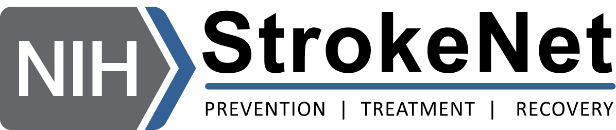 NIH StrokeNet
PREVENTION | TREATMENT | RECOVERY